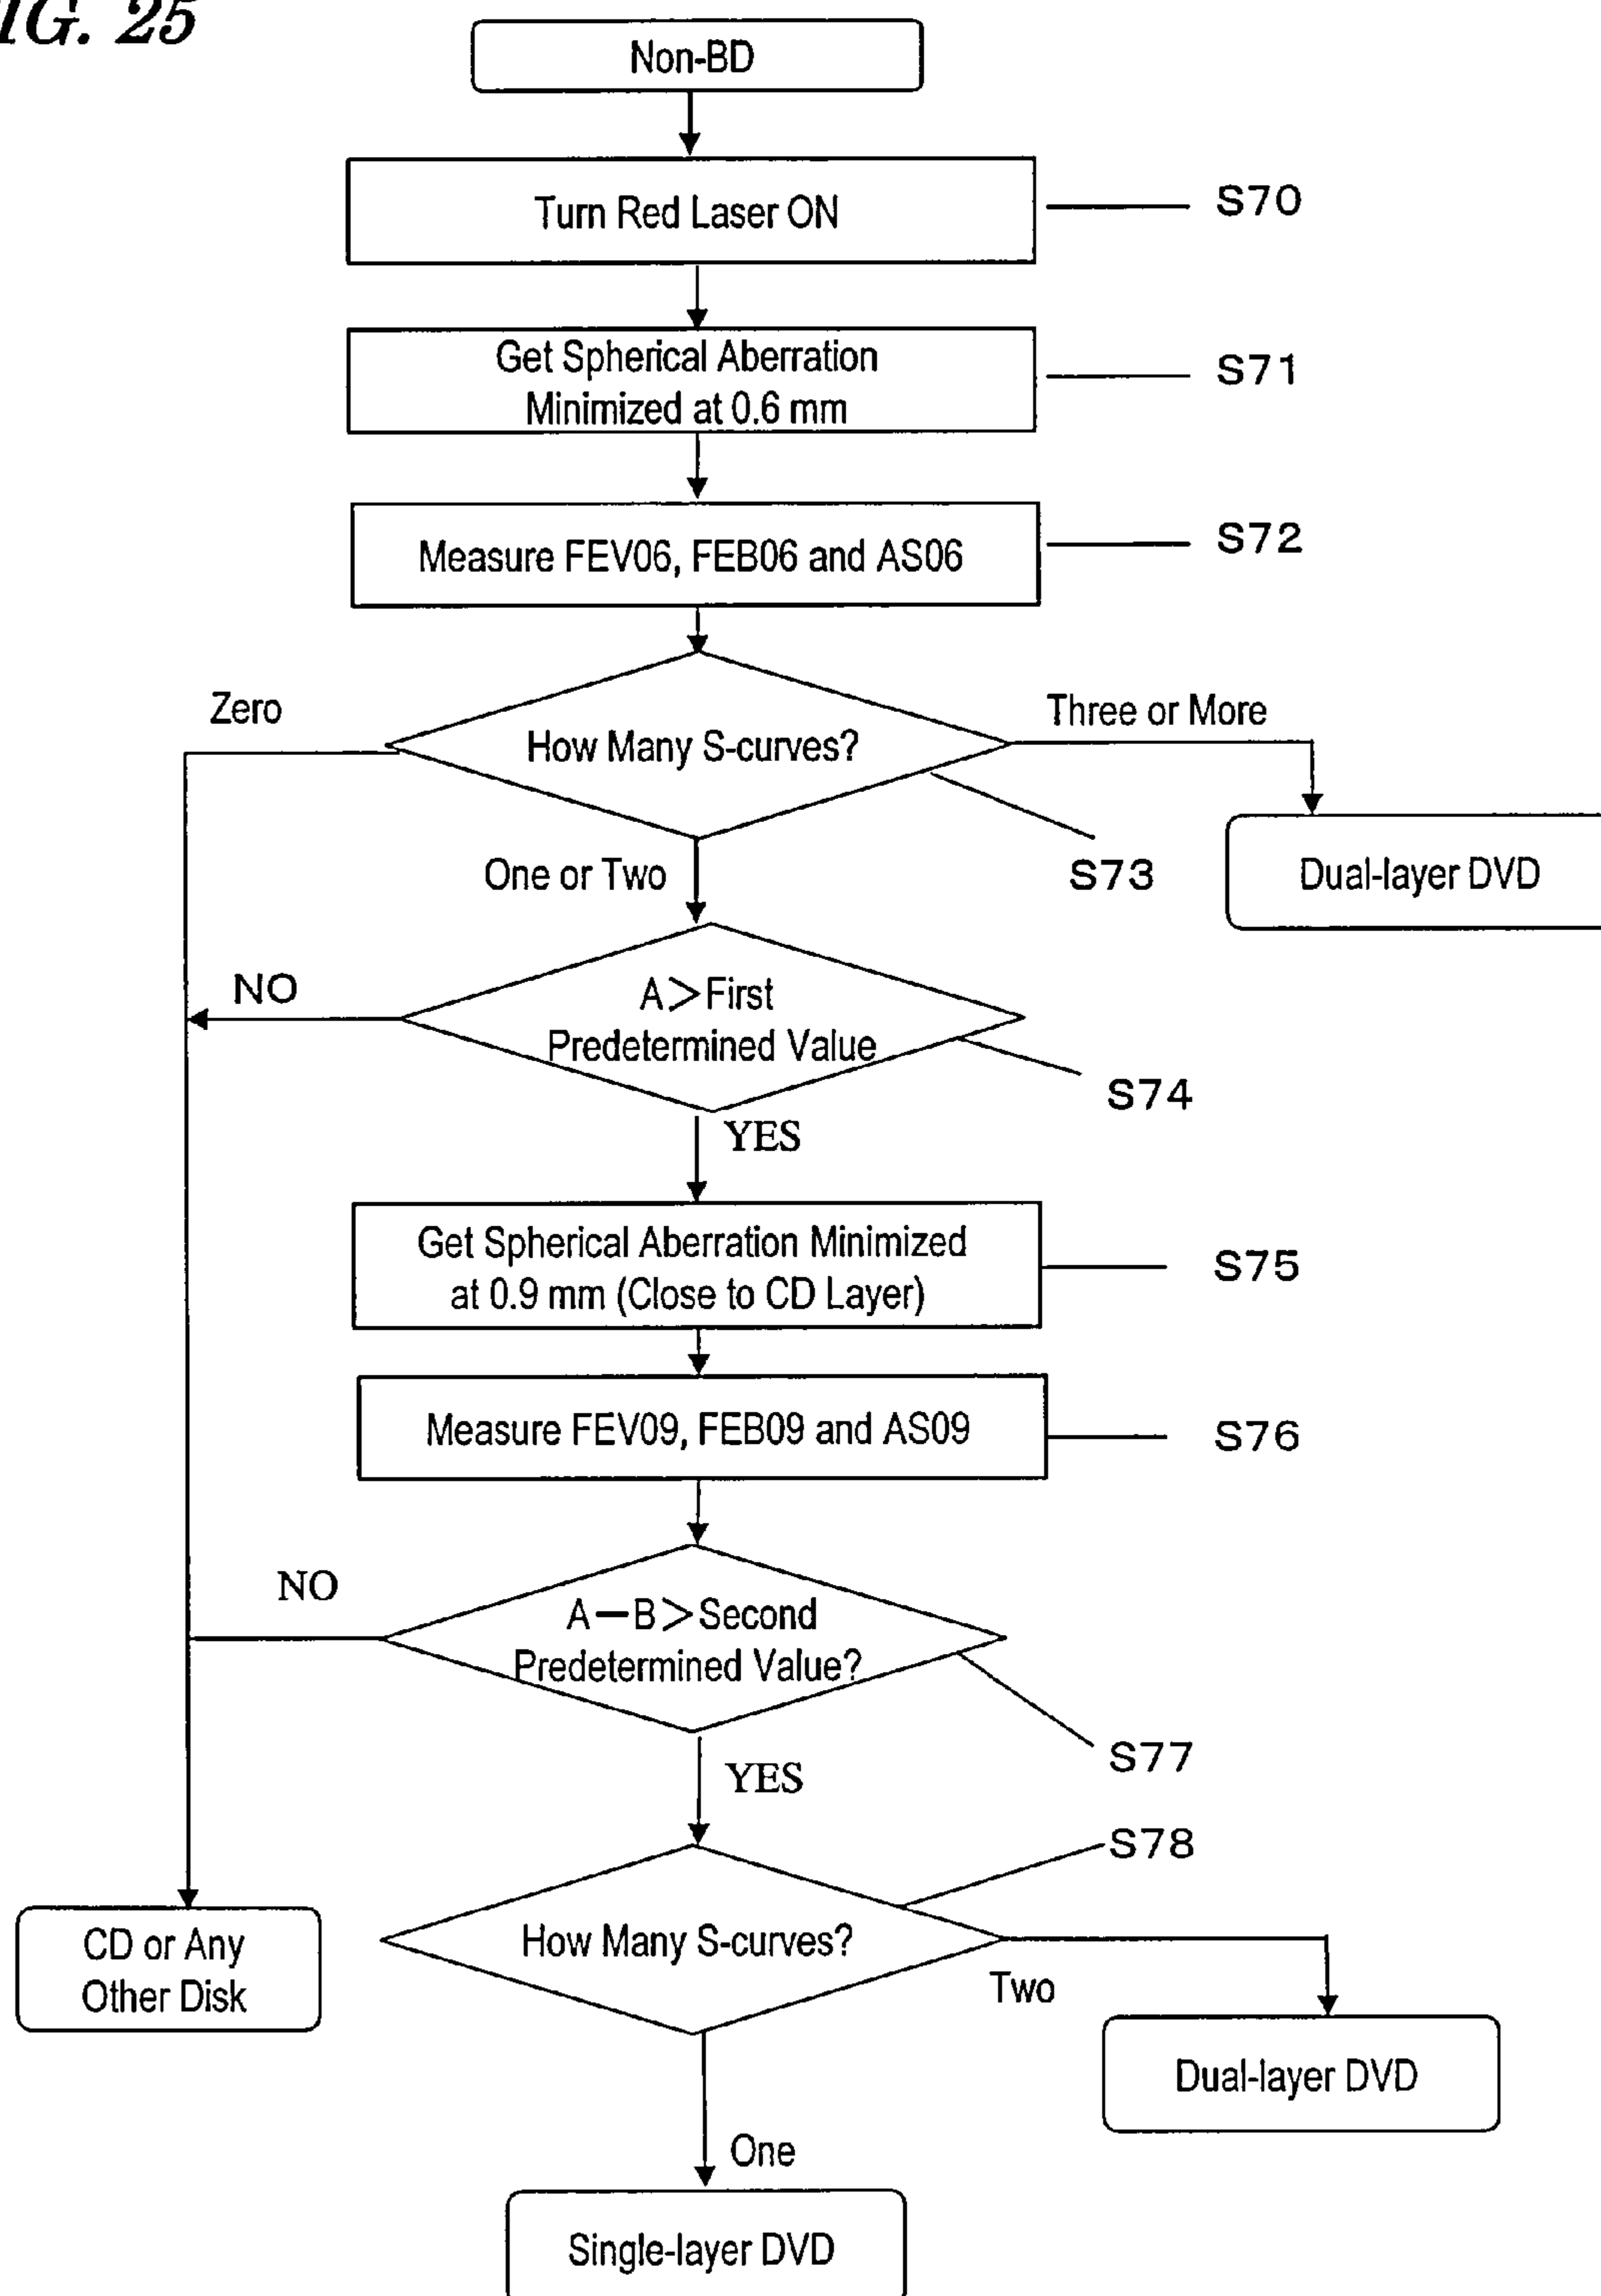 IG. 25
Non-BD
Turn Red Laser ON
S70
Get Spherical Aberration
Minimized at 0.6 mm
S71
Measure FEV06, FEB06 and AS06
S72
Zero
How Many S-curves?
Three or More
S73
Dual-layer DVD
One or Two
NO
A>First
Predetermined Value
S74
YES
Get Spherical Aberration Minimized
at 0.9 mm (Close to CD Layer)
S75
Measure FEV09, FEB09 and AS09
S76
NO
A−B>Second
Predetermined Value?
S77
YES
S78
CD or Any
Other Disk
How Many S-curves?
Two
Dual-layer DVD
One
Single-layer DVD